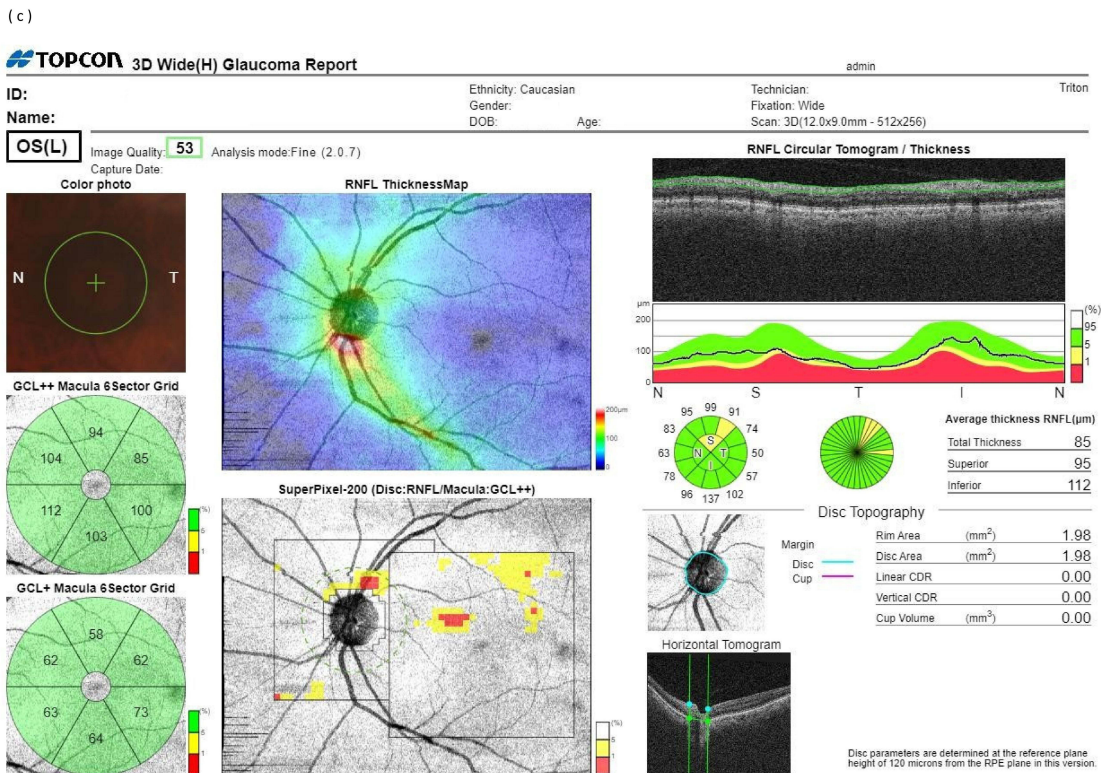 (c)
TOPCON 3D Wide(H) Glaucoma Report
admin
ID:
Name:
Ethnicity: Caucasian
Gender:
DOB: Age:
Technician:
Fixation: Wide
Scan: 3D(12.0x9.0mm - 512x256)
Triton
OS(L)
Image Quality: 53 Analysis mode:Fine (2.0.7)
Capture Date:
Color photo
N T
RNFL ThicknessMap
200μm
100
0
RNFL Circular Tomogram / Thickness
μm
200
100
0
N S T I N
(%)
95
5
1
GCL++ Macula 6Sector Grid
94
104 85
112 100
103
(%)
5
1
GCL+ Macula 6Sector Grid
58
62 62
63 73
64
(%)
5
1
SuperPixel-200 (Disc:RNFL/Macula:GCL++)
(%)
5
1
95 99 91
83 74
63 50
78 57
96 137 102
S
N T
I
Average thickness RNFL(μm)
Total Thickness 85
Superior 95
Inferior 112
Disc Topography
Margin
Disc
Cup
Rim Area (mm²) 1.98
Disc Area (mm²) 1.98
Linear CDR 0.00
Vertical CDR 0.00
Cup Volume (mm³) 0.00
Horizontal Tomogram
Disc parameters are determined at the reference plane
height of 120 microns from the RPE plane in this version.